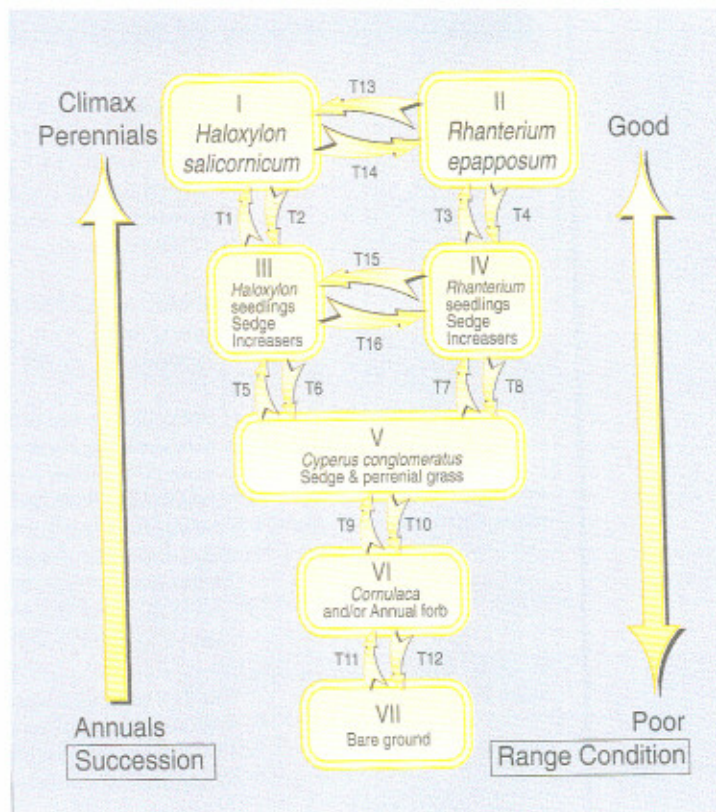 Climax
Perennials
Good
I
Haloxylon
salicornicum
T13
T14
II
Rhanterium
epapposum
T1
T2
T3
T4
III
Haloxylon
seedlings
Sedge
Increasers
T15
T16
IV
Rhanterium
seedlings
Sedge
Increasers
T5
T6
T7
T8
V
Cyperus conglomeratus
Sedge & perrenial grass
T9
T10
VI
Cornulaca
and/or Annual forb
T11
T12
VII
Bare ground
Annuals
Succession
Poor
Range Condition